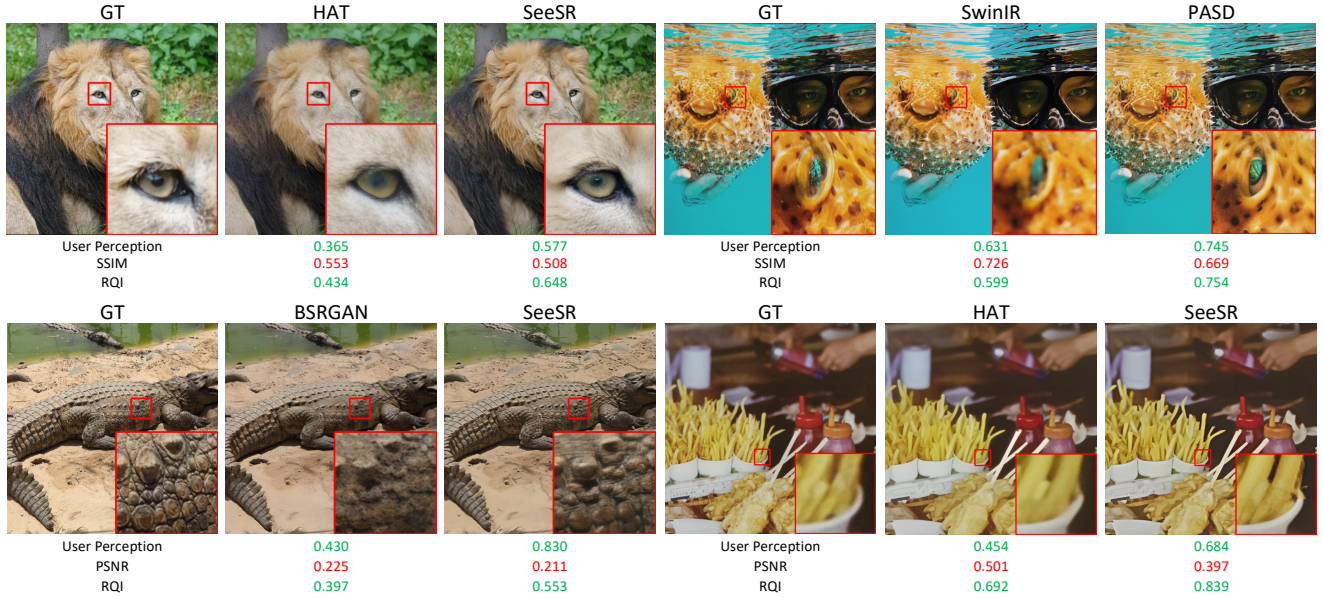 GT HAT SeeSR GT SwinIR PASD
User Perception 0.365 0.577 User Perception 0.631 0.745
SSIM 0.553 0.508 SSIM 0.726 0.669
RQI 0.434 0.648 RQI 0.599 0.754
GT BSRGAN SeeSR GT HAT SeeSR
User Perception 0.430 0.830 User Perception 0.454 0.684
PSNR 0.225 0.211 PSNR 0.501 0.397
RQI 0.397 0.553 RQI 0.692 0.839